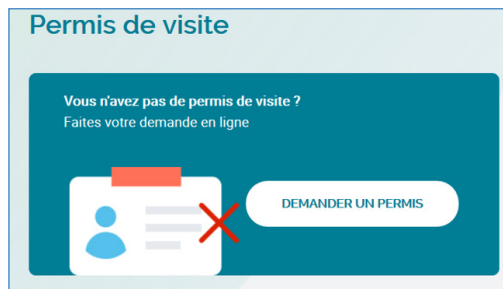 Permis de visite
Vous n'avez pas de permis de visite ?
Faites votre demande en ligne
DEMANDER UN PERMIS